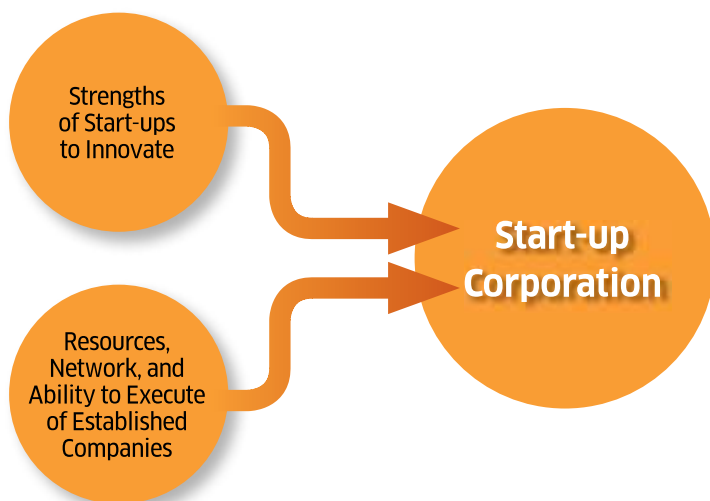 Strengths
of Start-ups
to Innovate
Resources,
Network, and
Ability to Execute
of Established
Companies
Start-up
Corporation